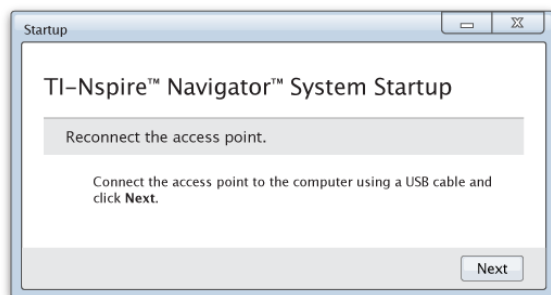 Startup
TI-Nspire™ Navigator™ System Startup
Reconnect the access point.
Connect the access point to the computer using a USB cable and
click Next.
Next